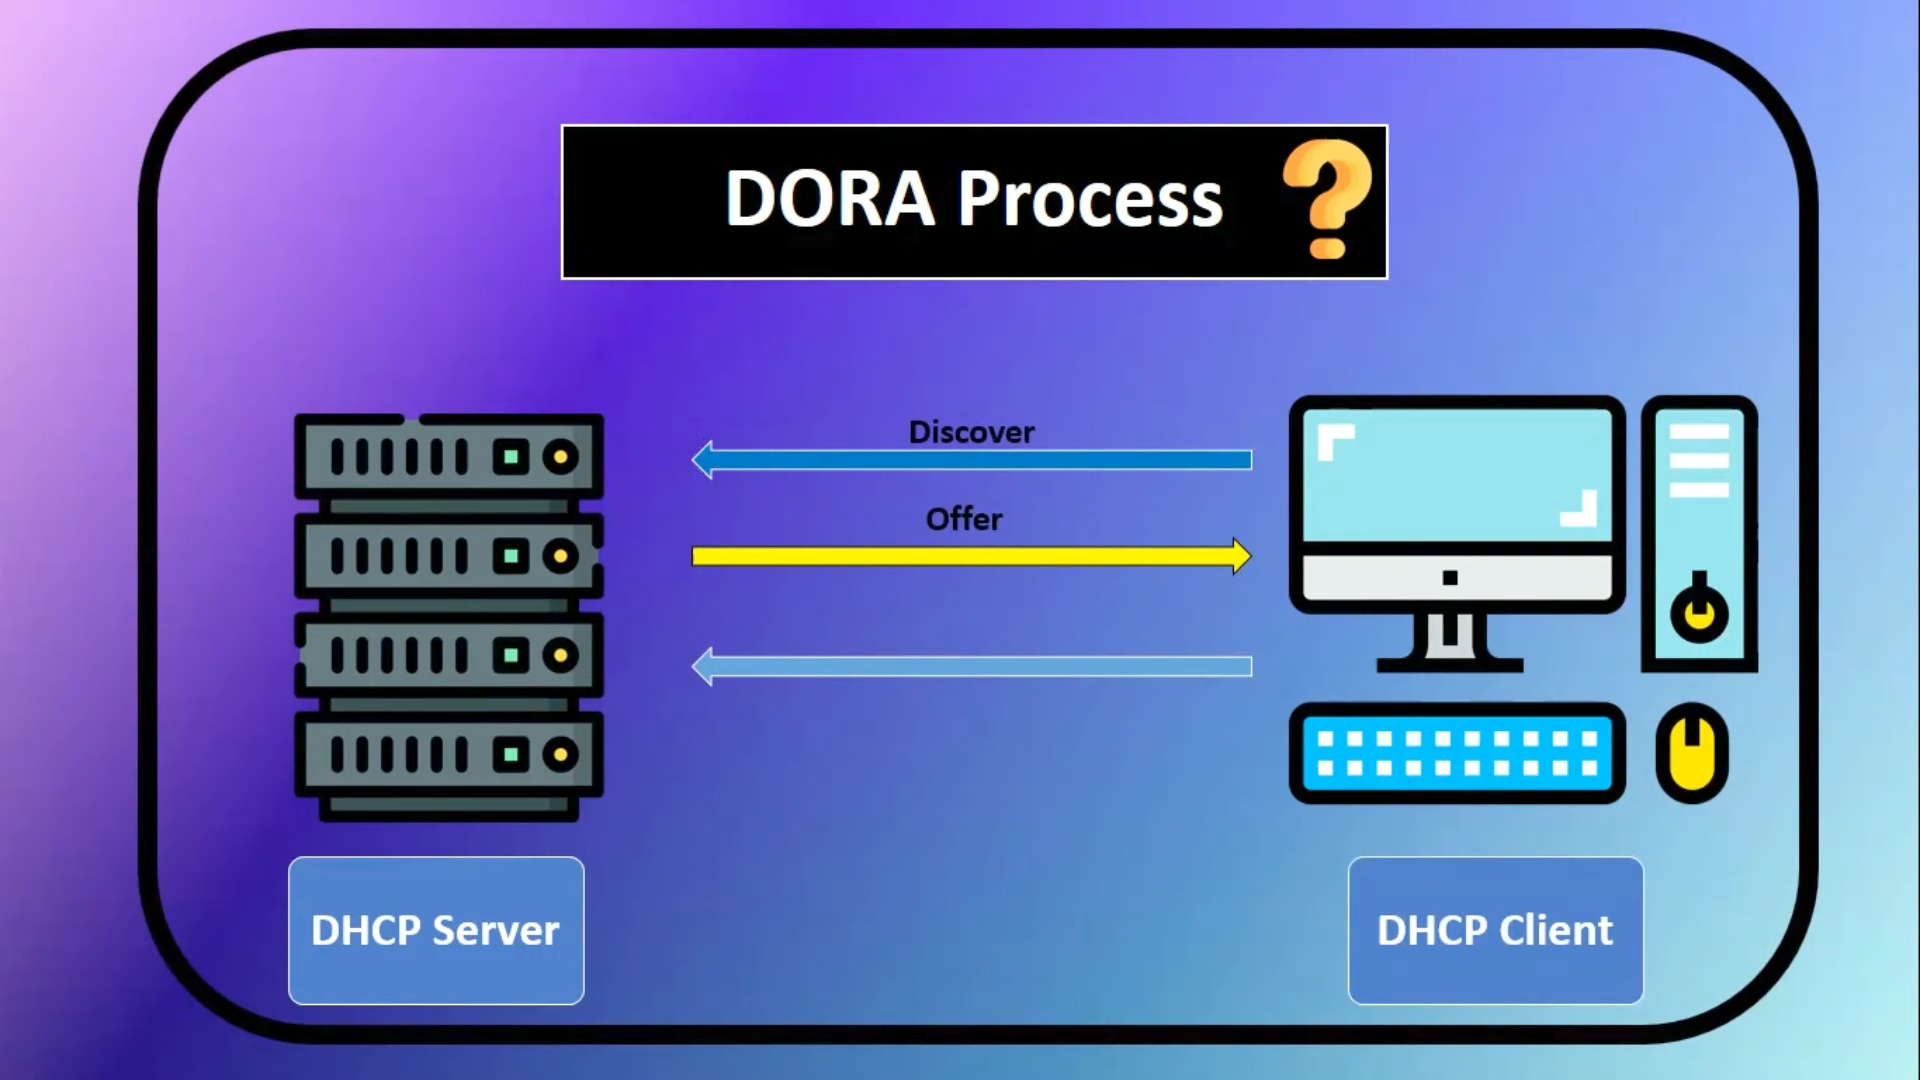 DORA Process ?
Discover
Offer
DHCP Server
DHCP Client